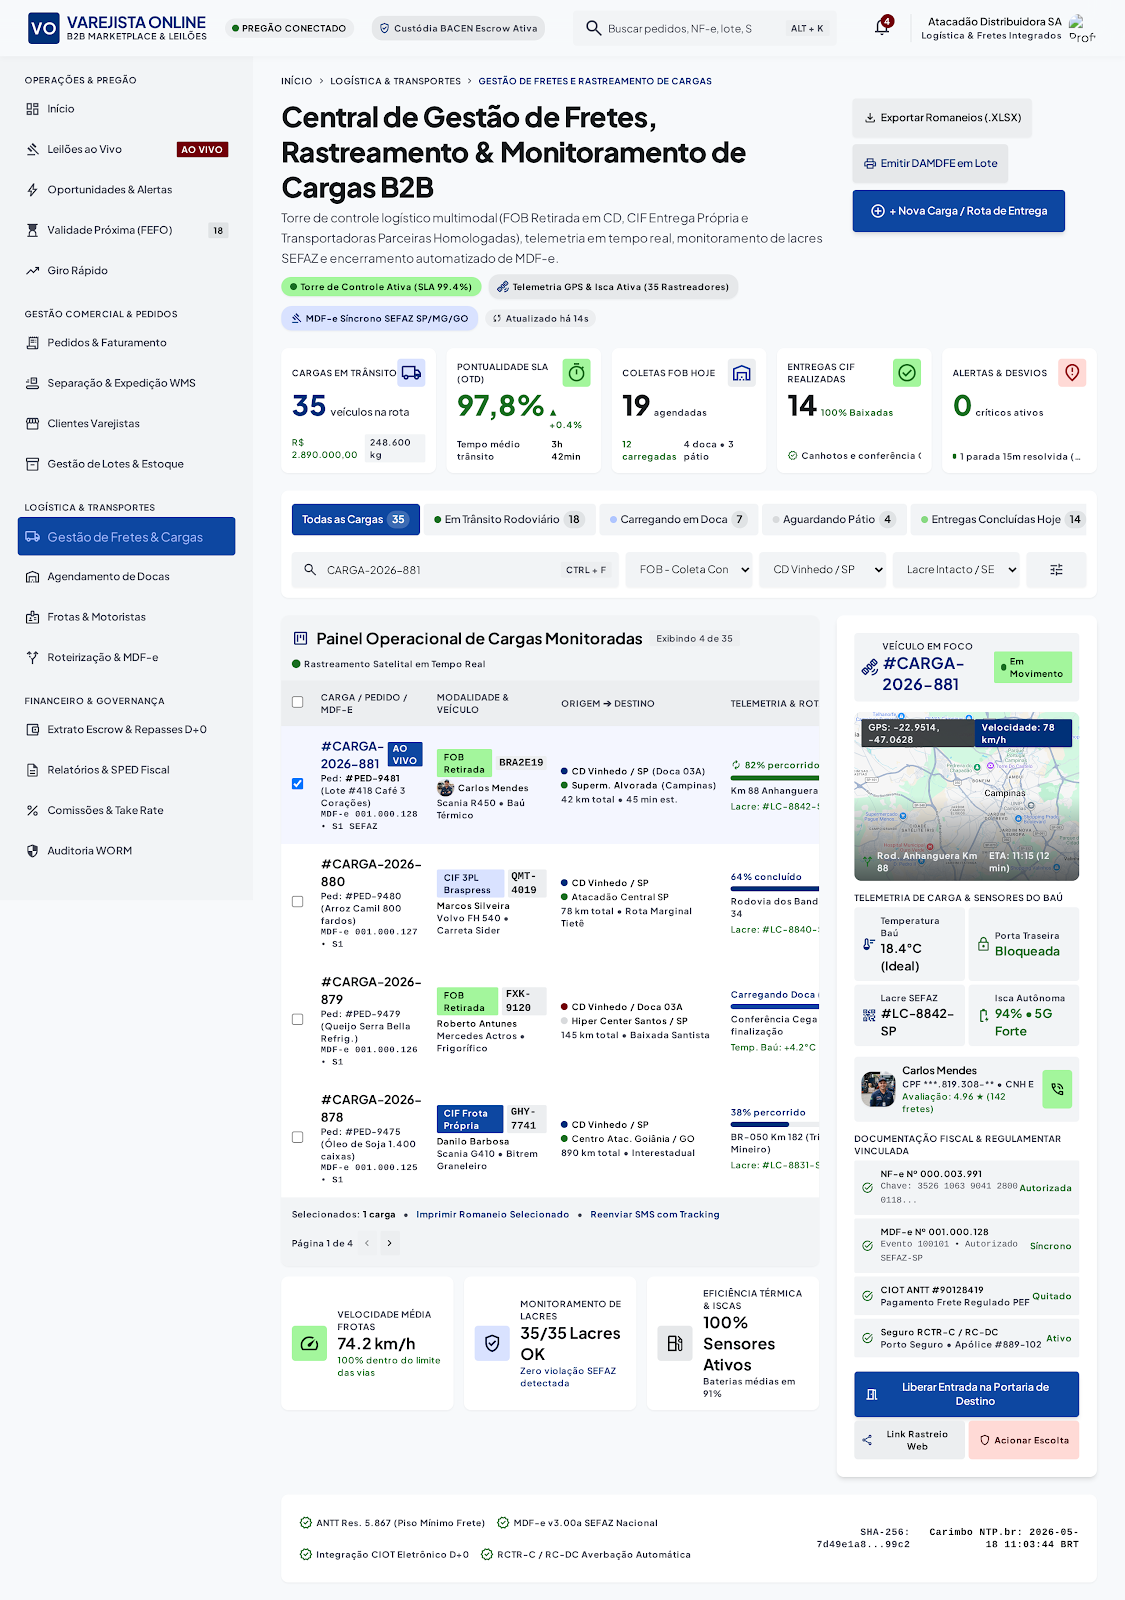 VO
VAREJISTA ONLINE
B2B MARKETPLACE & LEILÕES
PREGÃO CONECTADO
Custódia BACEN Escrow Ativa
Buscar pedidos, NF-e, lote, S
ALT + K
4
Atacadão Distribuidora SA
Logística & Fretes Integrados
Prof
OPERAÇÕES & PREGÃO
Início
Leilões ao Vivo
AO VIVO
Oportunidades & Alertas
Validade Próxima (FEFO)
18
Giro Rápido
GESTÃO COMERCIAL & PEDIDOS
Pedidos & Faturamento
Separação & Expedição WMS
Clientes Varejistas
Gestão de Lotes & Estoque
LOGÍSTICA & TRANSPORTES
Gestão de Fretes & Cargas
Agendamento de Docas
Frotas & Motoristas
Roteirização & MDF-e
FINANCEIRO & GOVERNANÇA
Extrato Escrow & Repasses D+0
Relatórios & SPED Fiscal
Comissões & Take Rate
Auditoria WORM
INÍCIO > LOGÍSTICA & TRANSPORTES > GESTÃO DE FRETES E RASTREAMENTO DE CARGAS
Central de Gestão de Fretes,
Rastreamento & Monitoramento de
Cargas B2B
Torre de controle logístico multimodal (FOB Retirada em CD, CIF Entrega Própria e
Transportadoras Parceiras Homologadas), telemetria em tempo real, monitoramento de lacres
SEFAZ e encerramento automatizado de MDF-e.
Exportar Romaneios (.XLSX)
Emitir DAMDFE em Lote
+ Nova Carga / Rota de Entrega
Torre de Controle Ativa (SLA 99.4%)
Telemetria GPS & Isca Ativa (35 Rastreadores)
MDF-e Síncrono SEFAZ SP/MG/GO
Atualizado há 14s
CARGAS EM TRÂNSITO
35 veículos na rota
R$
2.890.000,00
248.600
kg
PONTUALIDADE SLA
(OTD)
97,8% ▲
+0.4%
Tempo médio
trânsito
3h
42min
COLETAS FOB HOJE
19 agendadas
12
carregadas
4 doca • 3
pátio
ENTREGAS CIF
REALIZADAS
14 100% Baixadas
Canhotos e conferência
ALERTAS & DESVIOS
0 críticos ativos
1 parada 15m resolvida (...
Todas as Cargas 35
Em Trânsito Rodoviário 18
Carregando em Doca 7
Aguardando Pátio 4
Entregas Concluídas Hoje 14
CARGA-2026-881
CTRL + F
FOB - Coleta Con
CD Vinhedo / SP
Lacre Intacto / SE
Painel Operacional de Cargas Monitoradas
Exibindo 4 de 35
Rastreamento Satelital em Tempo Real
CARGA / PEDIDO /
MDF-E
MODALIDADE &
VEÍCULO
ORIGEM ➔ DESTINO
TELEMETRIA & ROT
#CARGA-
2026-881
AO
VIVO
Ped: #PED-9481
(Lote #418 Café 3
Corações)
MDF-e 001.000.128
• S1 SEFAZ
FOB
Retirada
BRA2E19
Carlos Mendes
Scania R450 • Baú
Térmico
CD Vinhedo / SP (Doca 03A)
Superm. Alvorada (Campinas)
42 km total • 45 min est.
82% percorrido
Km 88 Anhanguera
Lacre: #LC-8842-S
#CARGA-2026-
880
Ped: #PED-9480
(Arroz Camil 800
fardos)
MDF-e 001.000.127
• S1
CIF 3PL
Braspress
QMT-
4019
Marcos Silveira
Volvo FH 540 •
Carreta Sider
CD Vinhedo / SP
Atacadão Central SP
78 km total • Rota Marginal
Tietê
64% concluído
Rodovia dos Band
34
Lacre: #LC-8840-S
#CARGA-2026-
879
Ped: #PED-9479
(Queijo Serra Bella
Refrig.)
MDF-e 001.000.126
• S1
FOB
Retirada
FXK-
9120
Roberto Antunes
Mercedes Actros •
Frigorífico
CD Vinhedo / Doca 03A
Hiper Center Santos / SP
145 km total • Baixada Santista
Carregando Doca
Conferência Cega
finalização
Temp. Baú: +4.2°C
#CARGA-2026-
878
Ped: #PED-9475
(Óleo de Soja 1.400
caixas)
MDF-e 001.000.125
• S1
CIF Frota
Própria
GHY-
7741
Danilo Barbosa
Scania G410 • Bitrem
Graneleiro
CD Vinhedo / SP
Centro Atac. Goiânia / GO
890 km total • Interestadual
38% percorrido
BR-050 Km 182 (Tri
Mineiro)
Lacre: #LC-8831-S
Selecionados: 1 carga • Imprimir Romaneio Selecionado • Reenviar SMS com Tracking
Página 1 de 4
VELOCIDADE MÉDIA
FROTAS
74.2 km/h
100% dentro do limite
das vias
MONITORAMENTO DE
LACRES
35/35 Lacres
OK
Zero violação SEFAZ
detectada
EFICIÊNCIA TÉRMICA
& ISCAS
100%
Sensores
Ativos
Baterias médias em
91%
VEÍCULO EM FOCO
#CARGA-
2026-881
Em
Movimento
GPS: -22.9514,
-47.0628
Velocidade: 78
km/h
Campinas
Rod. Anhanguera Km
88
ETA: 11:15 (12
min)
TELEMETRIA DE CARGA & SENSORES DO BAÚ
Temperatura
Baú
18.4°C
(Ideal)
Porta Traseira
Bloqueada
Lacre SEFAZ
#LC-8842-
SP
Isca Autônoma
94% • 5G
Forte
Carlos Mendes
CPF ***.819.308-** • CNH E
Avaliação: 4.96 ★ (142
fretes)
DOCUMENTAÇÃO FISCAL & REGULAMENTAR
VINCULADA
NF-e Nº 000.003.991
Chave: 3526 1063 9041 2800
0118...
Autorizada
MDF-e Nº 001.000.128
Evento 100101 • Autorizado
SEFAZ-SP
Síncrono
CIOT ANTT #90128419
Pagamento Frete Regulado PEF
Quitado
Seguro RCTR-C / RC-DC
Porto Seguro • Apólice #889-102
Ativo
Liberar Entrada na Portaria de
Destino
Link Rastreio
Web
Acionar Escolta
ANTT Res. 5.867 (Piso Mínimo Frete)
MDF-e v3.00a SEFAZ Nacional
Integração CIOT Eletrônico D+0
RCTR-C / RC-DC Averbação Automática
SHA-256:
7d49e1a8...99c2
Carimbo NTP.br: 2026-05-
18 11:03:44 BRT